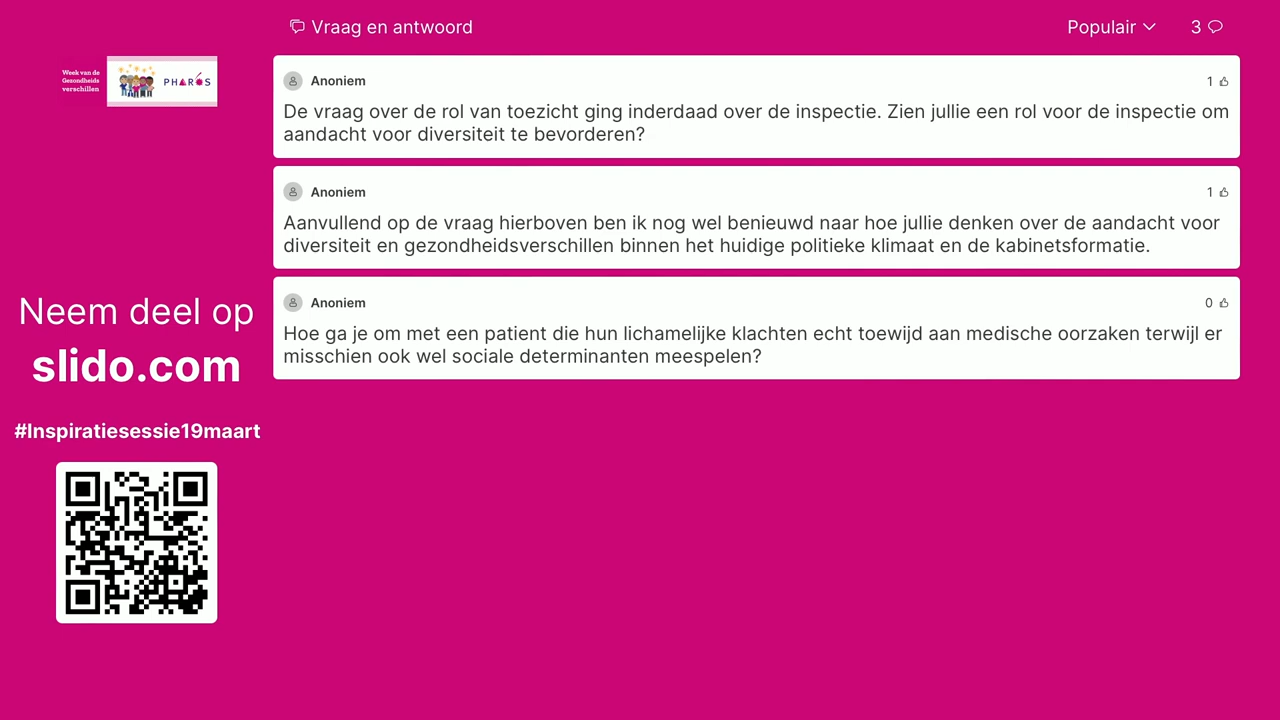 Vraag en antwoord
Populair
3
Week van de
Gezondheids
verschillen
PHAROS
Anoniem
1
De vraag over de rol van toezicht ging inderdaad over de inspectie. Zien jullie een rol voor de inspectie om
aandacht voor diversiteit te bevorderen?
Anoniem
1
Aanvullend op de vraag hierboven ben ik nog wel benieuwd naar hoe jullie denken over de aandacht voor
diversiteit en gezondheidsverschillen binnen het huidige politieke klimaat en de kabinetsformatie.
Anoniem
0
Hoe ga je om met een patient die hun lichamelijke klachten echt toewijd aan medische oorzaken terwijl er
misschien ook wel sociale determinanten meespelen?
Neem deel op
slido.com
#Inspiratiesessie19maart